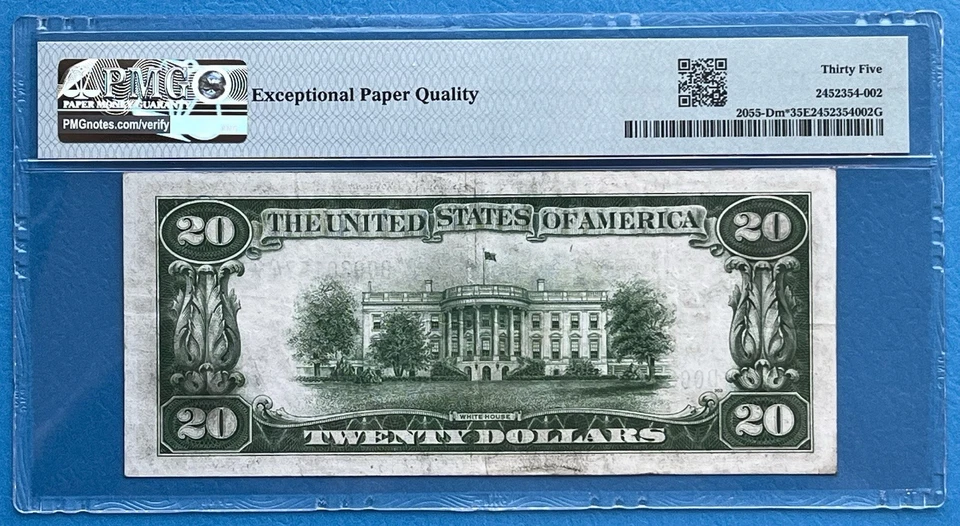 PMG
PAPER MONEY GUARANTY
PMGnotes.com/verify
Exceptional Paper Quality
Thirty Five
2452354-002
2055-Dm*35E2452354002G
20 THE UNITED STATES OF AMERICA 20
WHITE HOUSE
20 TWENTY DOLLARS 20